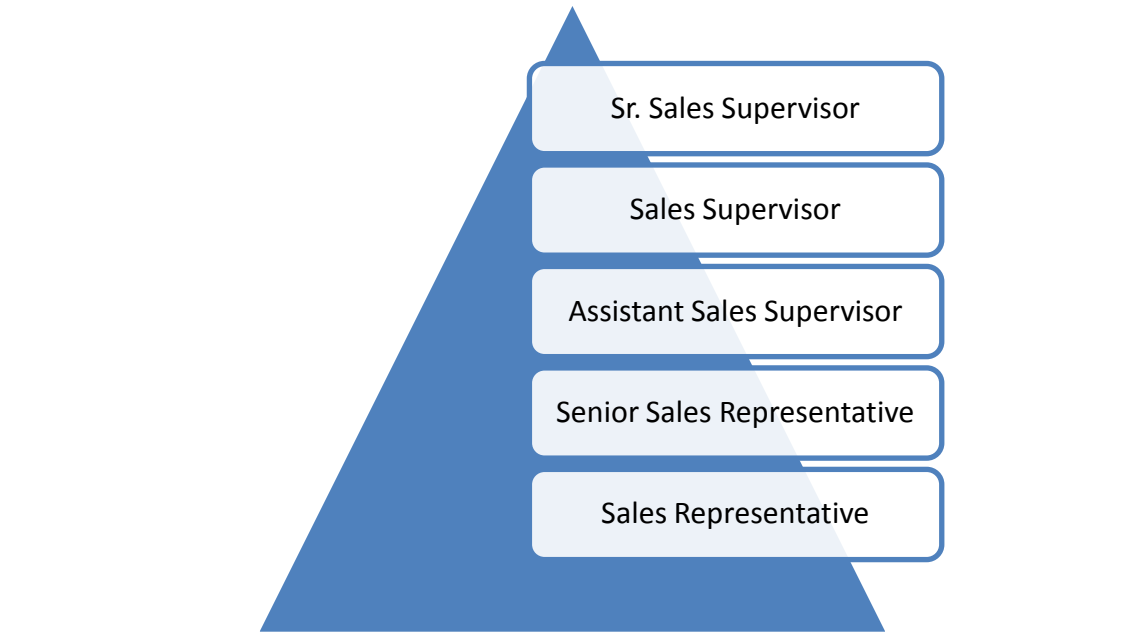 Sr. Sales Supervisor
Sales Supervisor
Assistant Sales Supervisor
Senior Sales Representative
Sales Representative